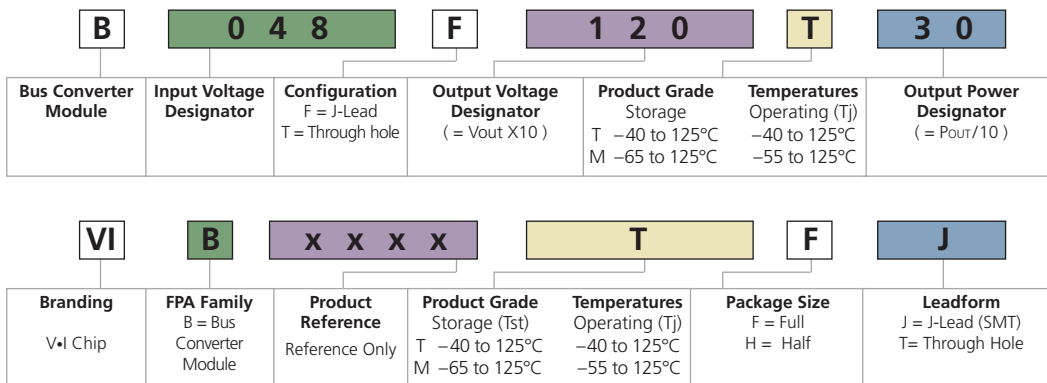 B 0 4 8 F 1 2 0 T 3 0
Bus Converter
Module
Input Voltage
Designator
Configuration
F = J-Lead
T = Through hole
Output Voltage
Designator
( = Vout X10 )
Product Grade Temperatures
Storage Operating (Tj)
T –40 to 125°C –40 to 125°C
M –65 to 125°C –55 to 125°C
Output Power
Designator
( = POUT/10 )
VI B x x x x T F J
Branding
V•I Chip
FPA Family
B = Bus
Converter
Module
Product
Reference
Reference Only
Product Grade Temperatures
Storage (Tst) Operating (Tj)
T –40 to 125°C –40 to 125°C
M –65 to 125°C –55 to 125°C
Package Size
F = Full
H = Half
Leadform
J = J-Lead (SMT)
T= Through Hole